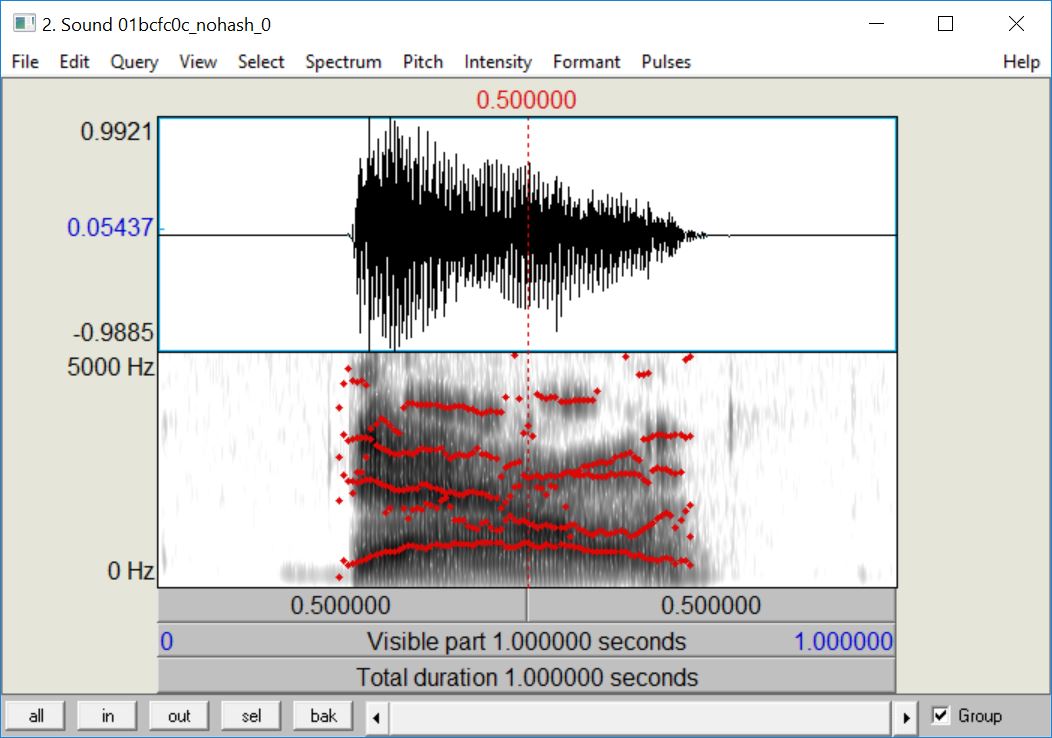 2. Sound 01bcfc0c_nohash_0
File Edit Query View Select Spectrum Pitch Intensity Formant Pulses Help
0.500000
0.9921
0.05437
-0.9885
5000 Hz
0 Hz
0.500000 0.500000
0 Visible part 1.000000 seconds 1.000000
Total duration 1.000000 seconds
all in out sel bak Group